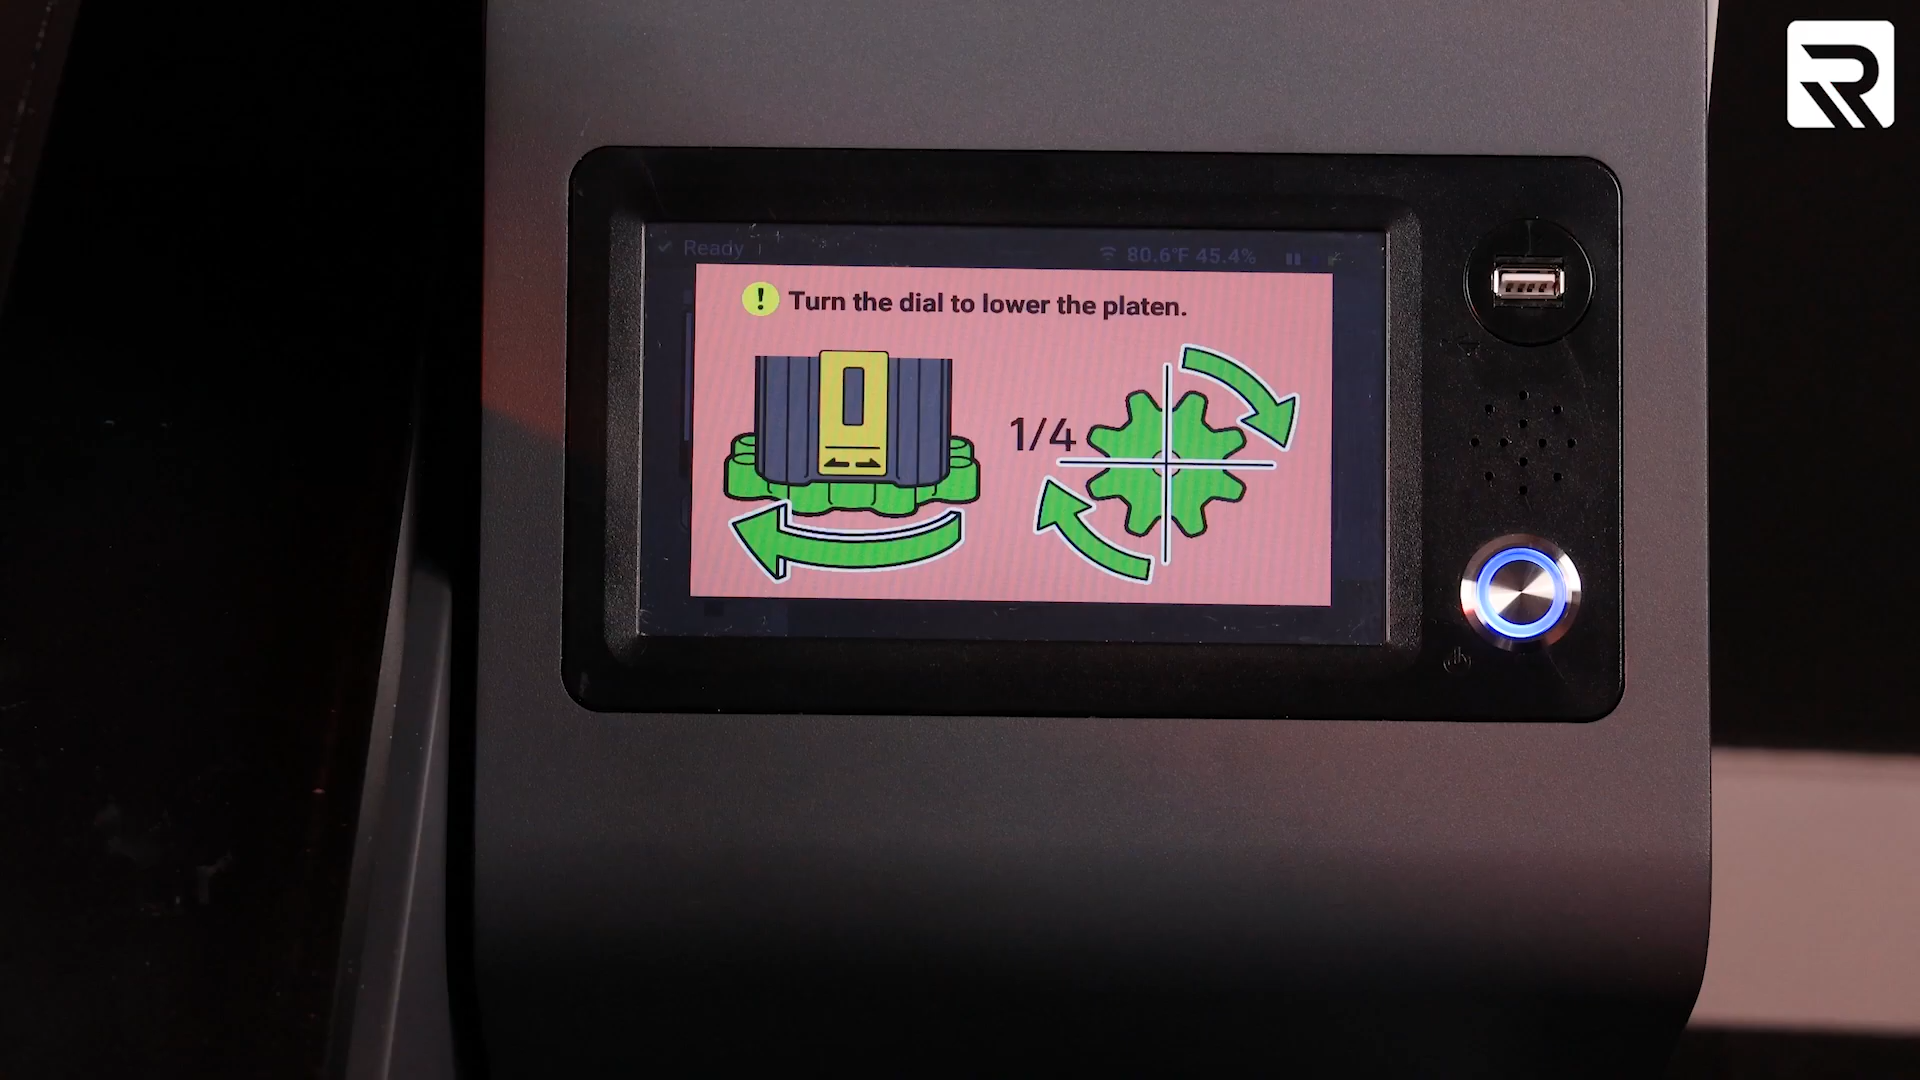 Ready
80.6°F 45.4%
Turn the dial to lower the platen.
1/4